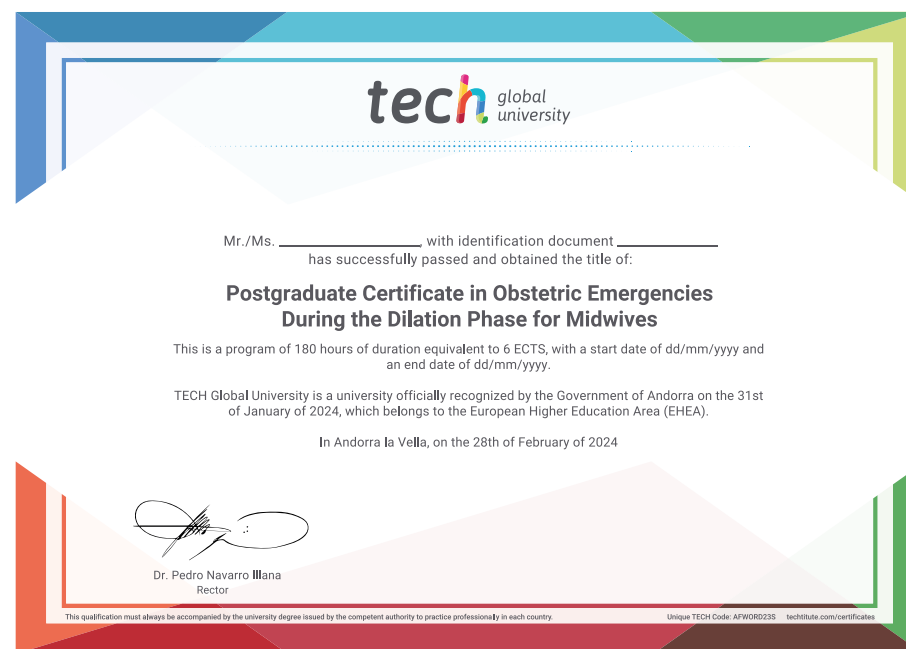 tech global
university
Mr./Ms. ____________, with identification document ____________
has successfully passed and obtained the title of:
Postgraduate Certificate in Obstetric Emergencies
During the Dilation Phase for Midwives
This is a program of 180 hours of duration equivalent to 6 ECTS, with a start date of dd/mm/yyyy and
an end date of dd/mm/yyyy.
TECH Global University is a university officially recognized by the Government of Andorra on the 31st
of January of 2024, which belongs to the European Higher Education Area (EHEA).
In Andorra la Vella, on the 28th of February of 2024
Dr. Pedro Navarro Illana
Rector
This qualification must always be accompanied by the university degree issued by the competent authority to practice professionally in each country. Unique TECH Code: AFWORD23S techtitute.com/certificates